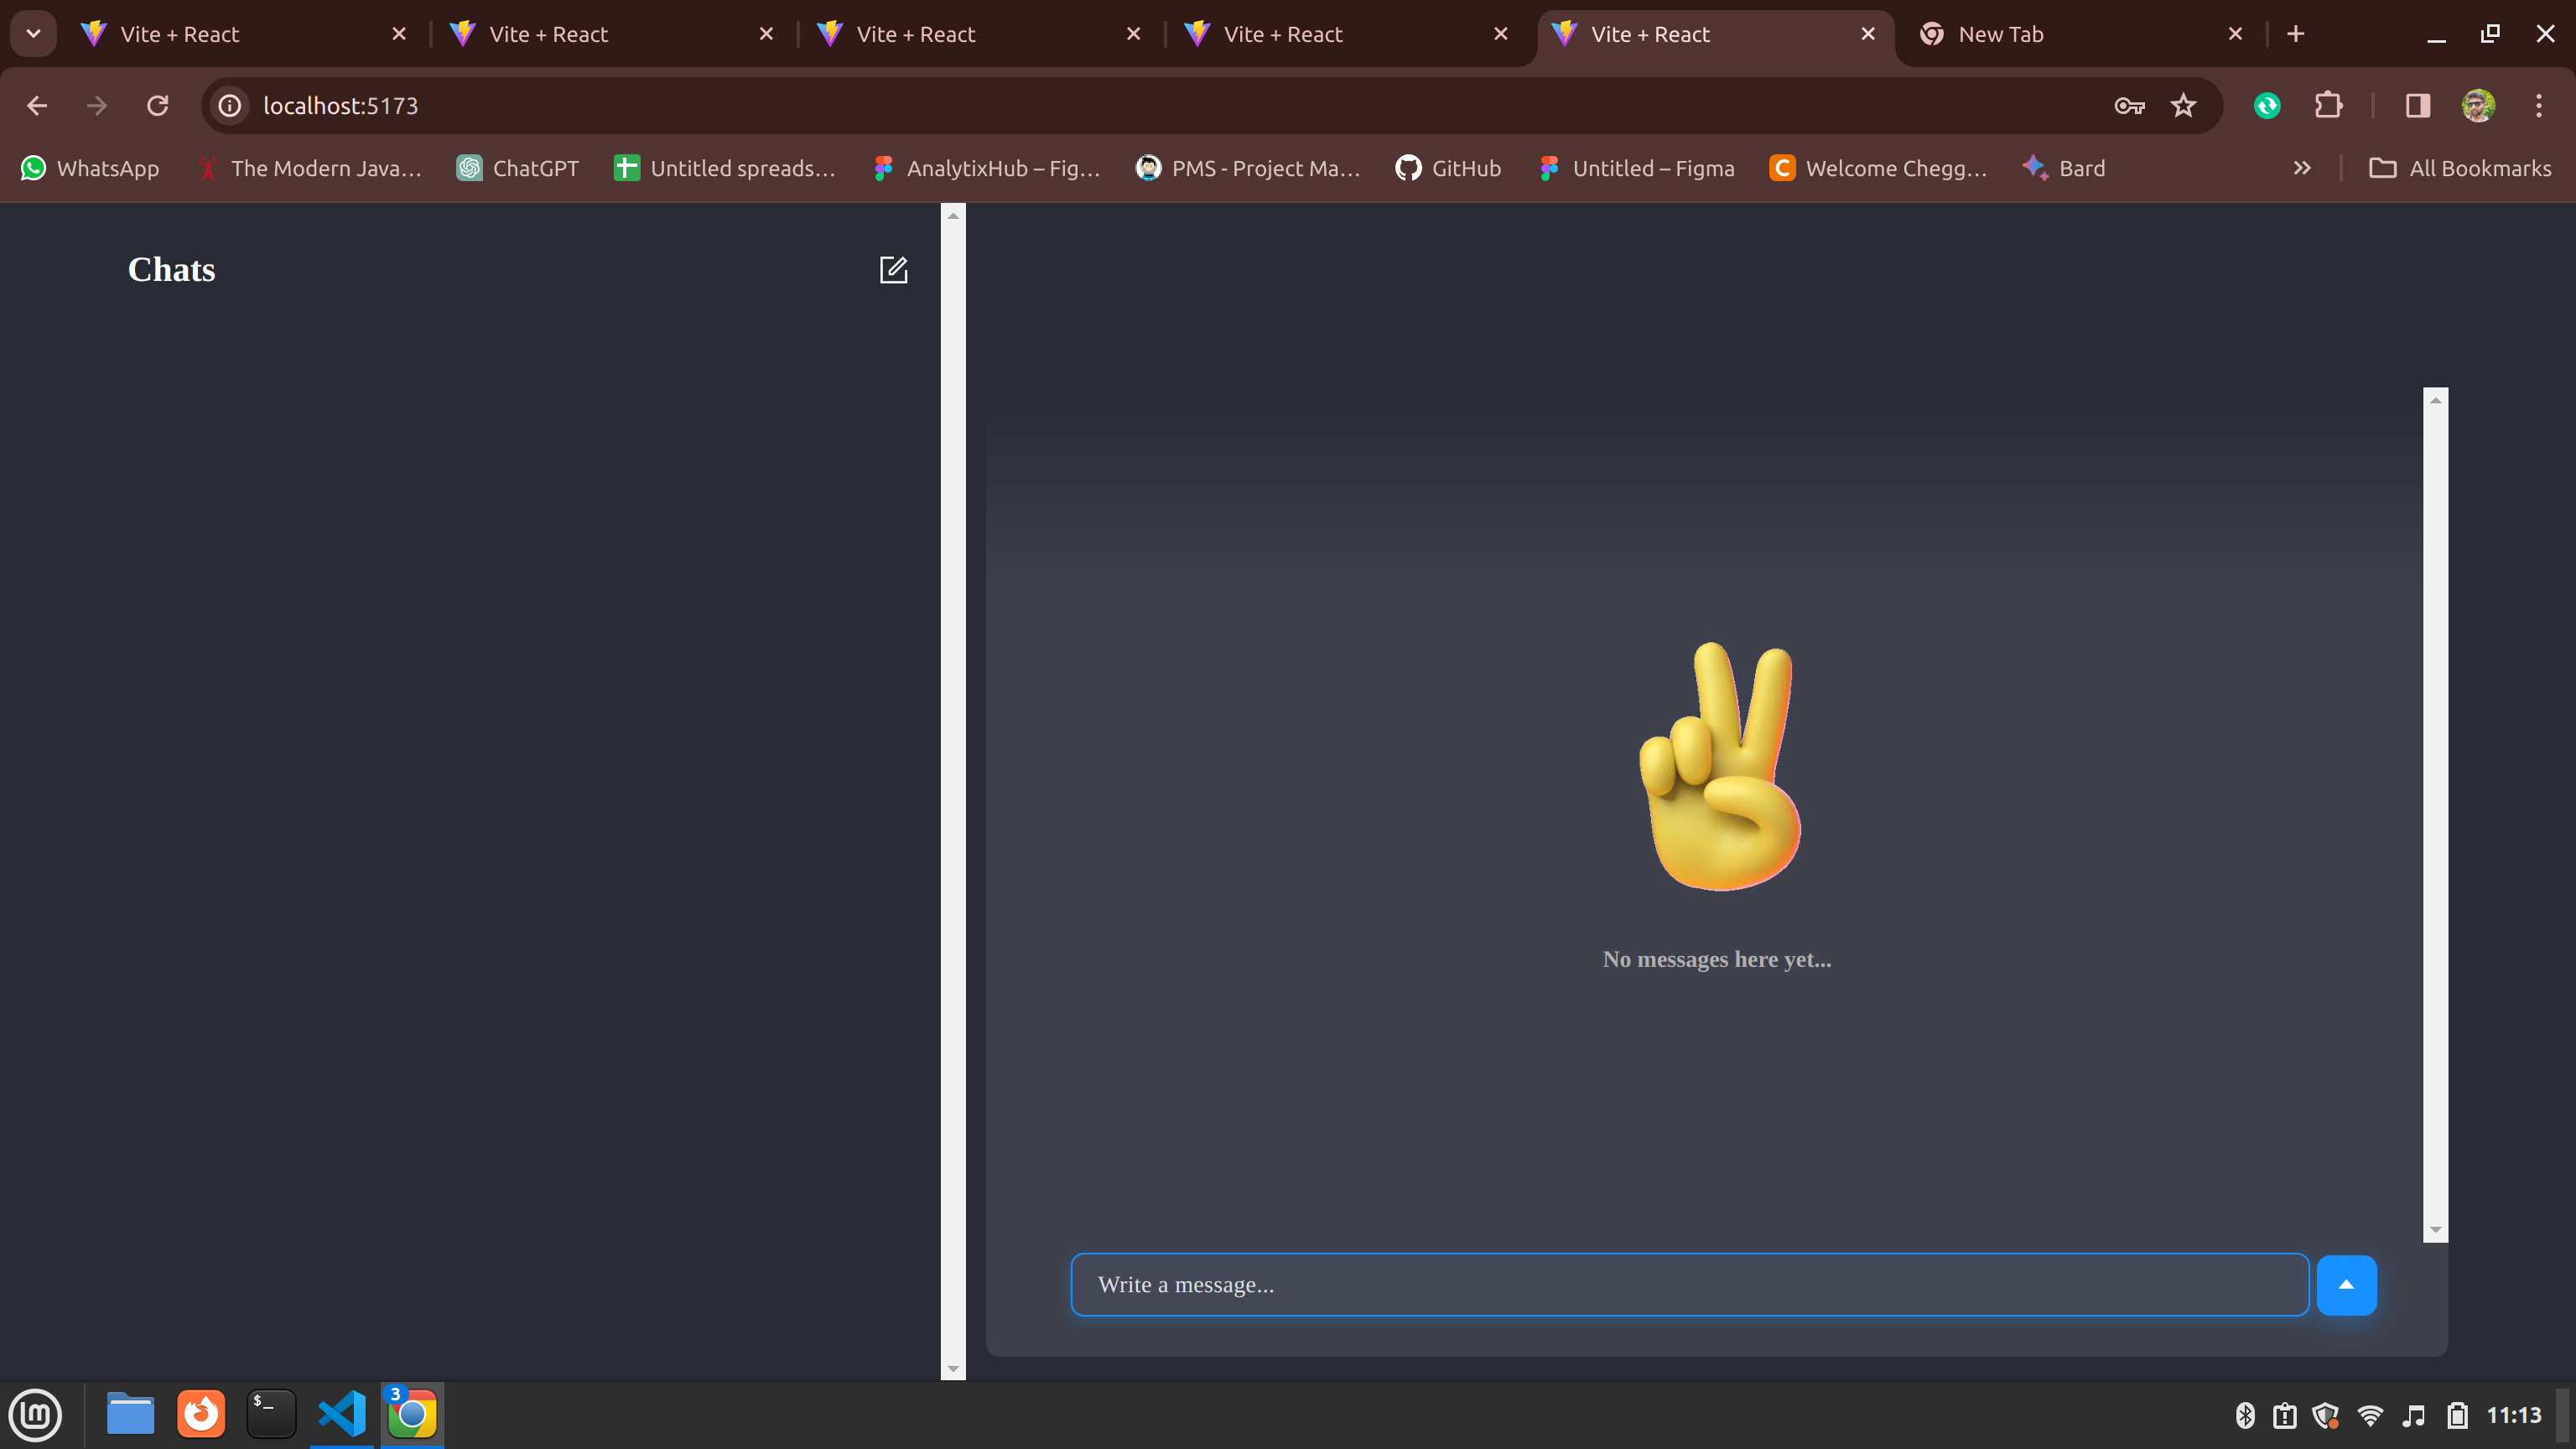 Vite + React
Vite + React
Vite + React
Vite + React
Vite + React
New Tab
localhost:5173
WhatsApp
The Modern Java...
ChatGPT
Untitled spreads...
AnalytixHub – Fig...
PMS - Project Ma...
GitHub
Untitled – Figma
Welcome Chegg...
Bard
All Bookmarks
Chats
No messages here yet...
Write a message...
$_
3
11:13